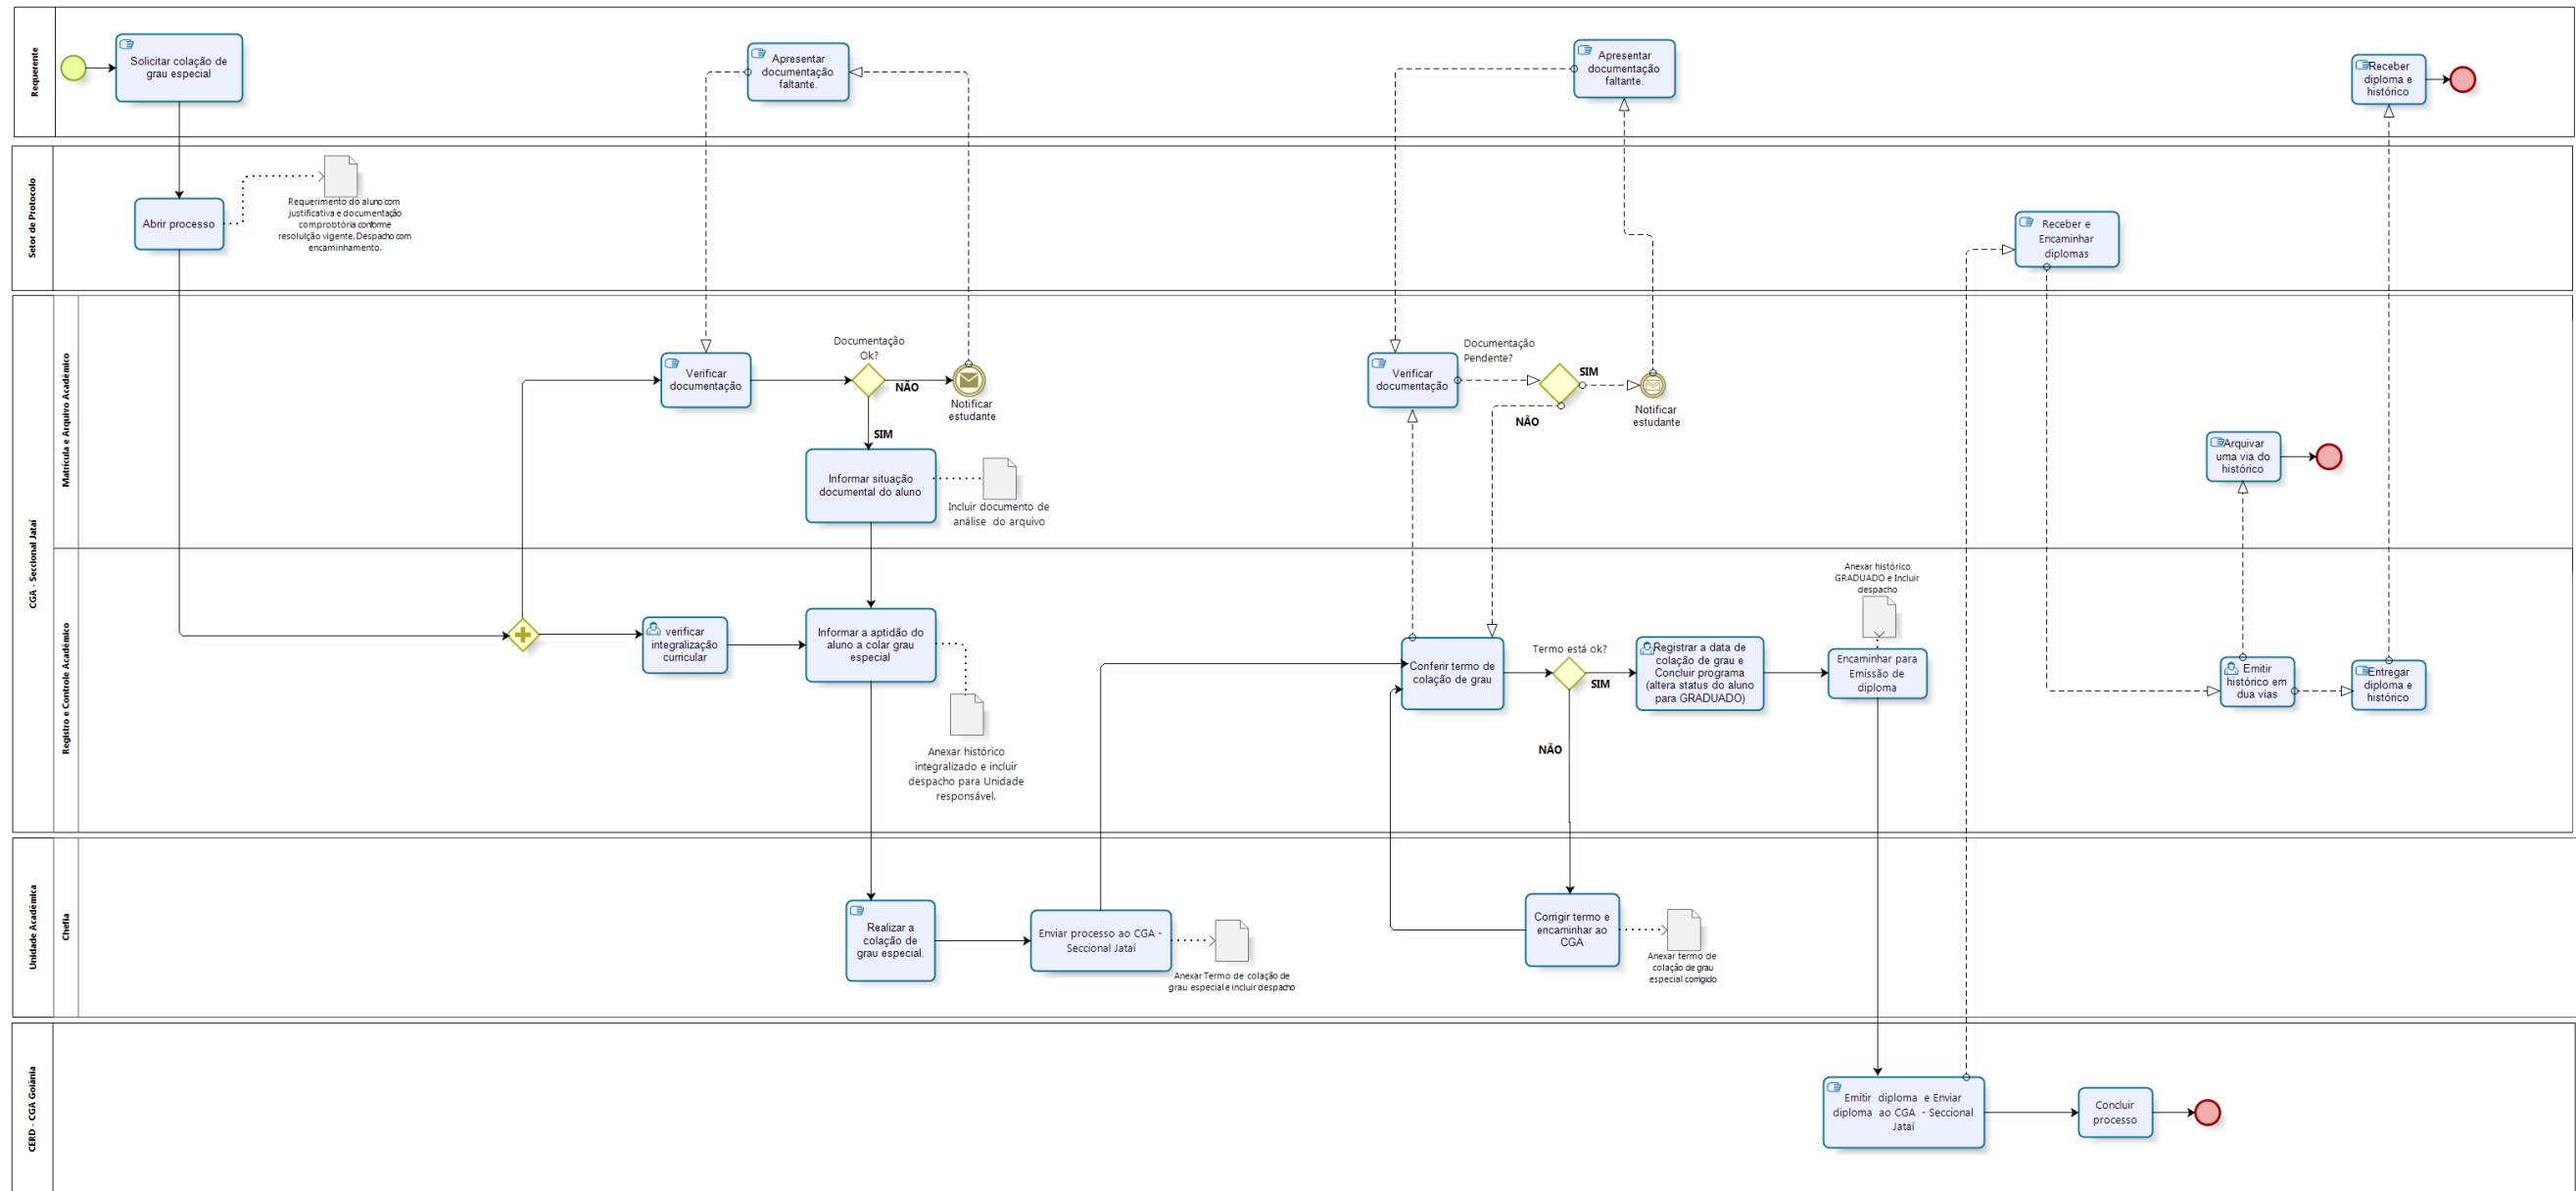 Requerente
Solicitar colação de
grau especial
Apresentar
documentação
faltante.
Apresentar
documentação
faltante.
Receber
diploma e
histórico
Setor de Protocolo
Abrir processo
Requerimento do aluno com
justificativa e documentação
comprobtória conforme
resolulção vigente. Despacho com
encaminhamento.
Receber e
Encaminhar
diplomas
CGA - Seccional Jataí
Matrícula e Arquivo Acadêmico
Verificar
documentação
Documentação
Ok?
NÃO
Notificar
estudante
SIM
Informar situação
documental do aluno
Incluir documento de
análise do arquivo
Verificar
documentação
Documentação
Pendente?
SIM
NÃO
Notificar
estudante
Arquivar
uma via do
histórico
Registro e Controle Acadêmico
verificar
integralização
curricular
Informar a aptidão do
aluno a colar grau
especial
Anexar histórico
integralizado e incluir
despacho para Unidade
responsável.
Conferir termo de
colação de grau
Termo está ok?
SIM
NÃO
Registrar a data de
colação de grau e
Concluir programa
(altera status do aluno
para GRADUADO)
Anexar histórico
GRADUADO e Incluir
despacho
Encaminhar para
Emissão de
diploma
Emitir
histórico em
dua vias
Entregar
diploma e
histórico
Unidade Acadêmica
Chefia
Realizar a
colação de
grau especial.
Enviar processo ao CGA -
Seccional Jataí
Anexar Termo de colação de
grau especial e incluir despacho
Corrigir termo e
encaminhar ao
CGA
Anexar termo de
colação de grau
especial corrigido
CERD - CGA Goiânia
Emitir diploma e Enviar
diploma ao CGA - Seccional
Jataí
Concluir
processo